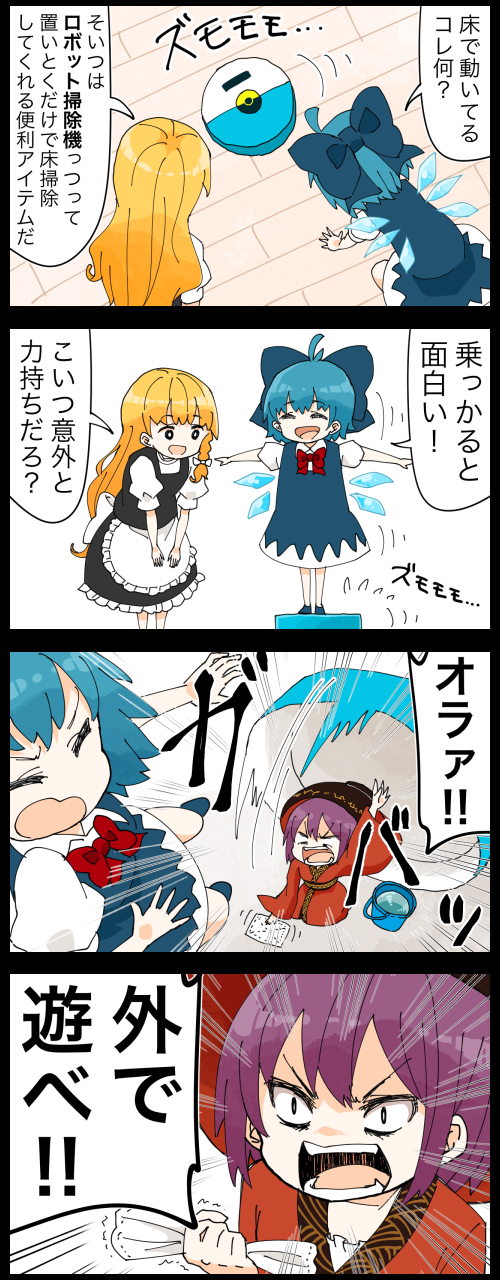 床で動いてる
コレ何?
ズモモモ…
そいつは
ロボット掃除機っつって
置いとくだけで床掃除
してくれる便利アイテムだ
乗っかると
面白い!
こいつ意外と
力持ちだろ?
ズモモモ…
オラァ!!
ガバッ
外で
遊べ!!